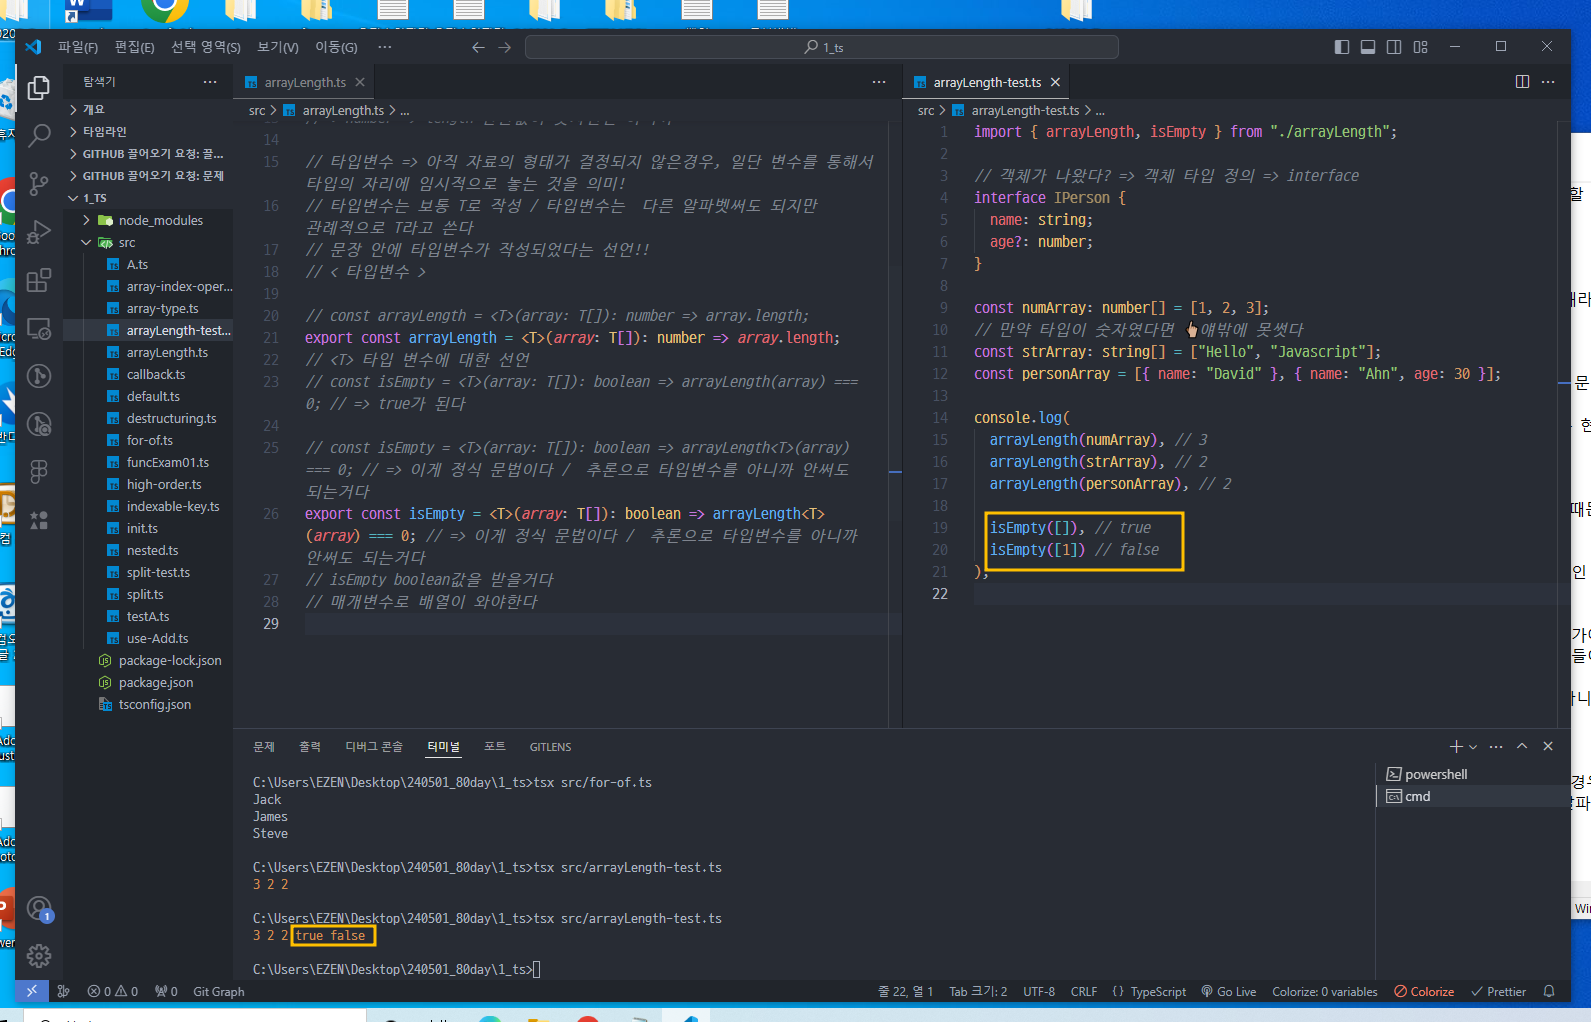 파일(F) 편집(E) 선택 영역(S) 보기(V) 이동(G) ···
1_ts
탐색기 ···
개요
타임라인
GITHUB 끌어오기 요청: 끌...
GITHUB 끌어오기 요청: 문제
1_TS
node_modules
src
A.ts
array-index-oper...
array-type.ts
arrayLength-test...
arrayLength.ts
callback.ts
default.ts
destructuring.ts
for-of.ts
funcExam01.ts
high-order.ts
indexable-key.ts
init.ts
nested.ts
split-test.ts
split.ts
testA.ts
use-Add.ts
package-lock.json
package.json
tsconfig.json
arrayLength.ts
src > arrayLength.ts > ...
14
15 // 타입변수 => 아직 자료의 형태가 결정되지 않은경우, 일단 변수를 통해서
타입의 자리에 임시적으로 놓는 것을 의미!
16 // 타입변수는 보통 T로 작성 / 타입변수는  다른 알파벳써도 되지만
관례적으로 T라고 쓴다
17 // 문장 안에 타입변수가 작성되었다는 선언!!
18 // < 타입변수 >
19
20 // const arrayLength = <T>(array: T[]): number => array.length;
21 export const arrayLength = <T>(array: T[]): number => array.length;
22 // <T> 타입 변수에 대한 선언
23 // const isEmpty = <T>(array: T[]): boolean => arrayLength(array) ===
0; // => true가 된다
24
25 // const isEmpty = <T>(array: T[]): boolean => arrayLength<T>(array)
=== 0; // => 이게 정식 문법이다 /  추론으로 타입변수를 아니까 안써도
되는거다
26 export const isEmpty = <T>(array: T[]): boolean => arrayLength<T>
(array) === 0; // => 이게 정식 문법이다 /  추론으로 타입변수를 아니까
안써도 되는거다
27 // isEmpty boolean값을 받을거다
28 // 매개변수로 배열이 와야한다
29
arrayLength-test.ts
src > arrayLength-test.ts > ...
1 import { arrayLength, isEmpty } from "./arrayLength";
2
3 // 객체가 나왔다? => 객체 타입 정의 => interface
4 interface IPerson {
5 name: string;
6 age?: number;
7 }
8
9 const numArray: number[] = [1, 2, 3];
10 // 만약 타입이 숫자였다면 👆얘밖에 못썻다
11 const strArray: string[] = ["Hello", "Javascript"];
12 const personArray = [{ name: "David" }, { name: "Ahn", age: 30 }];
13
14 console.log(
15 arrayLength(numArray), // 3
16 arrayLength(strArray), // 2
17 arrayLength(personArray), // 2
18
19 isEmpty([]), // true
20 isEmpty([1]) // false
21 );
22
문제 출력 디버그 콘솔 터미널 포트 GITLENS
C:\Users\EZEN\Desktop\240501_80day\1_ts>tsx src/for-of.ts
Jack
James
Steve
C:\Users\EZEN\Desktop\240501_80day\1_ts>tsx src/arrayLength-test.ts
3 2 2
C:\Users\EZEN\Desktop\240501_80day\1_ts>tsx src/arrayLength-test.ts
3 2 2 true false
C:\Users\EZEN\Desktop\240501_80day\1_ts>
powershell
cmd
1
0 0 0 Git Graph
줄 22, 열 1 Tab 크기: 2 UTF-8 CRLF { } TypeScript Go Live Colorize: 0 variables Colorize Prettier